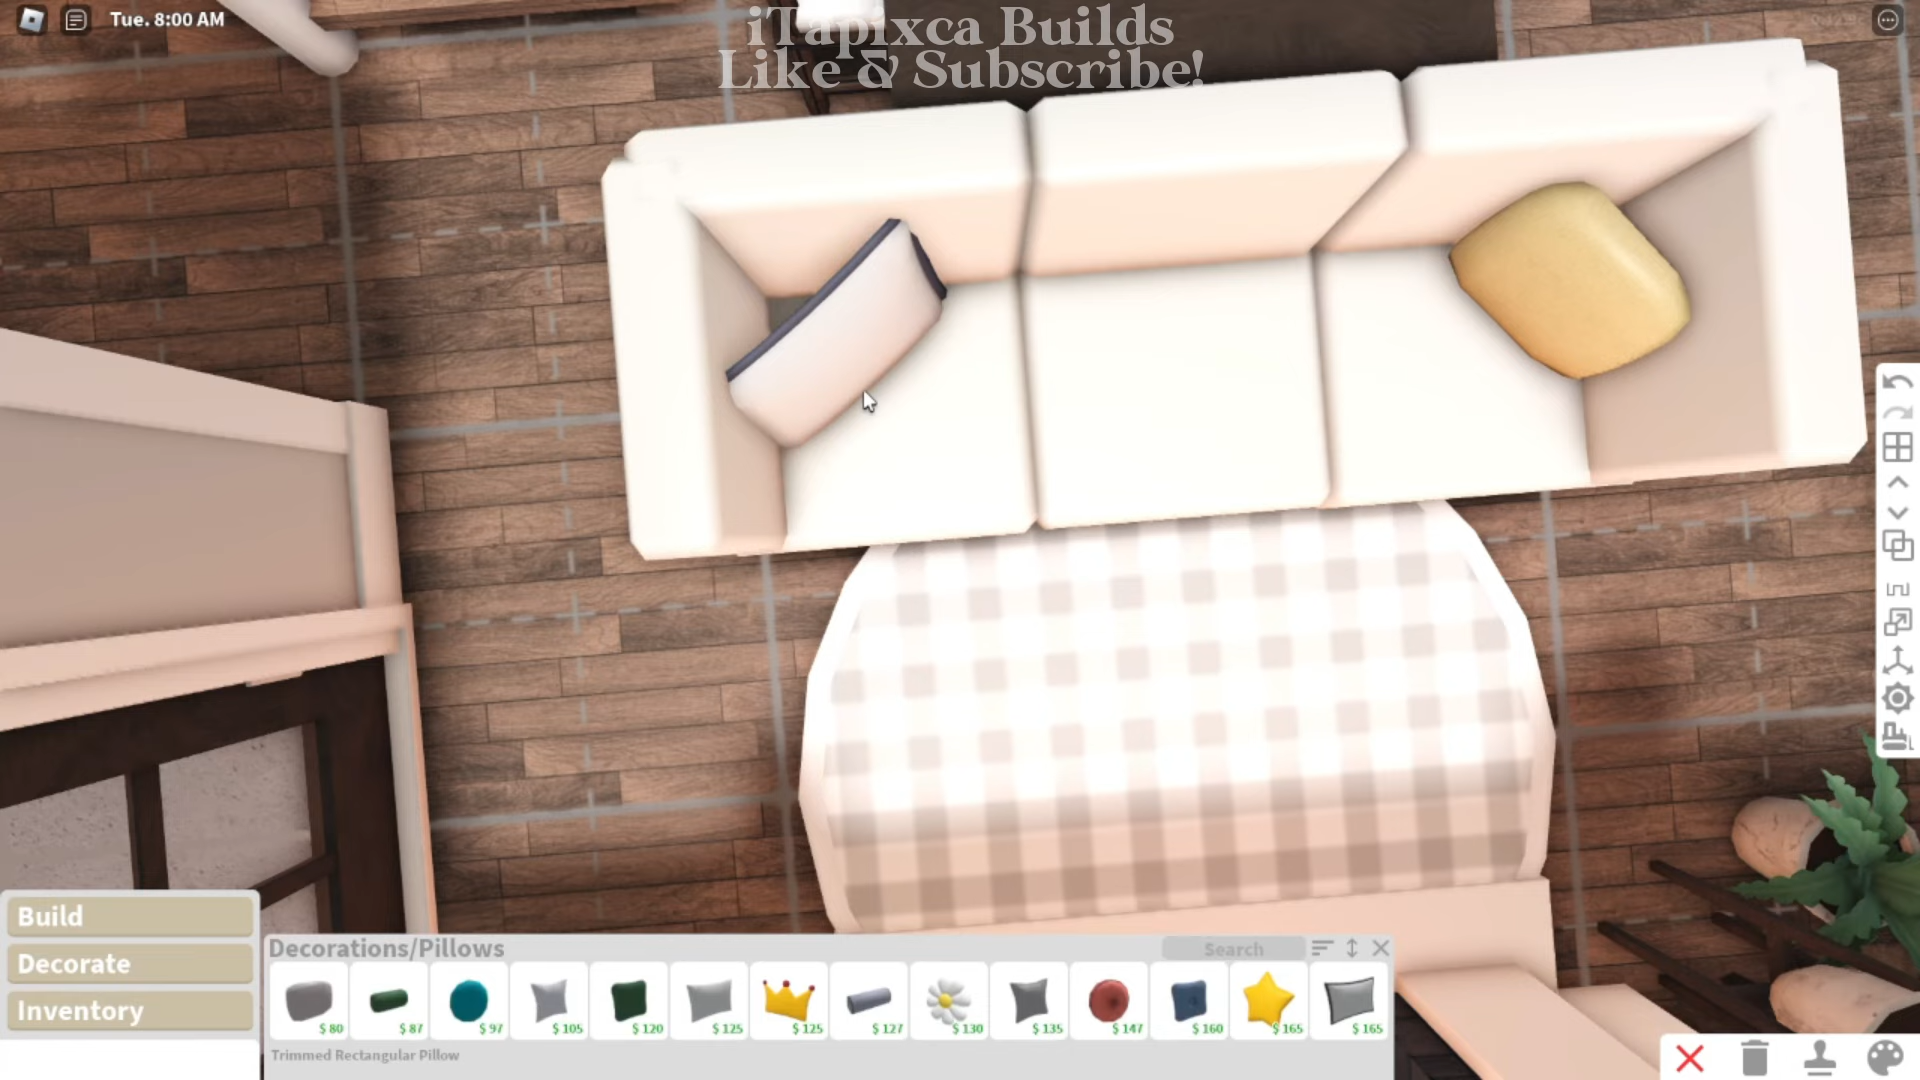 Tue. 8:00 AM
iTapixca Builds
Like & Subscribe!
Build
Decorate
Inventory
Decorations/Pillows
Search
$ 80
$ 87
$ 97
$ 105
$ 120
$ 125
$ 125
$ 127
$ 130
$ 135
$ 147
$ 160
$ 165
$ 165
Trimmed Rectangular Pillow